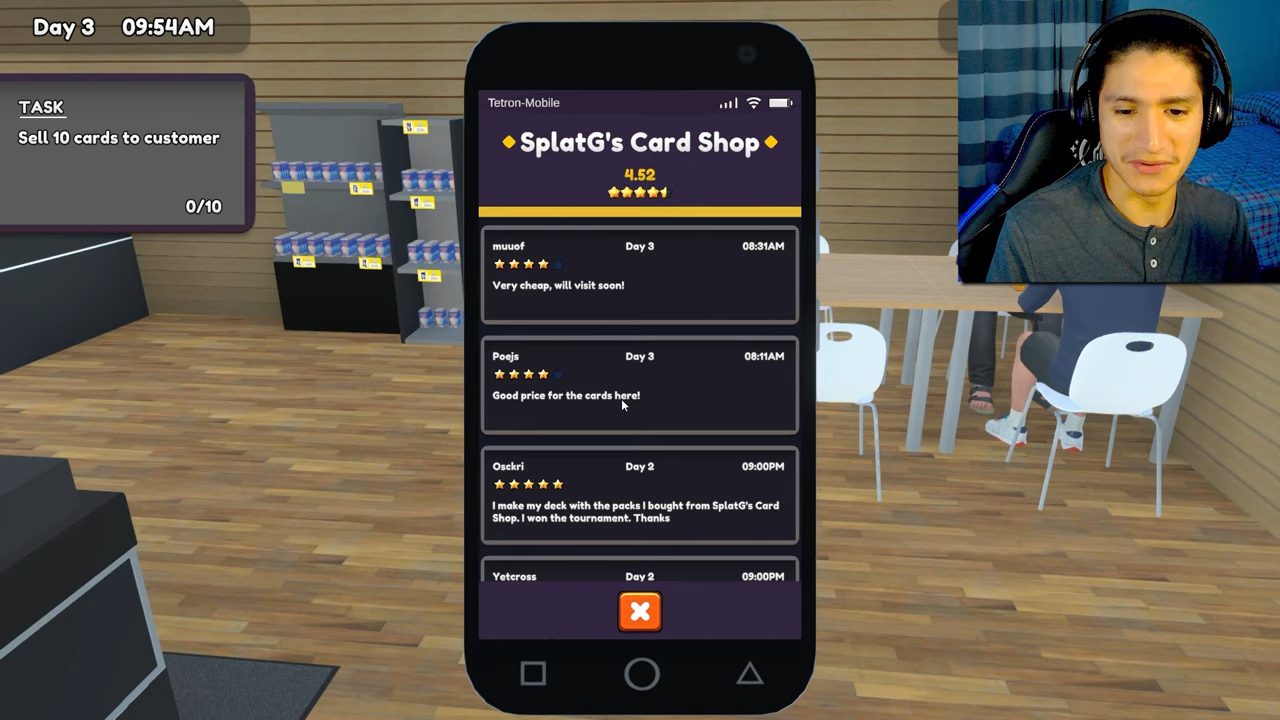 Day 3 09:54AM
TASK
Sell 10 cards to customer
0/10
Tetron-Mobile
SplatG's Card Shop
4.52
muuof Day 3 08:31AM
Very cheap, will visit soon!
Poejs Day 3 08:11AM
Good price for the cards here!
Osckri Day 2 09:00PM
I make my deck with the packs I bought from SplatG's Card
Shop. I won the tournament. Thanks
Yetcross Day 2 09:00PM